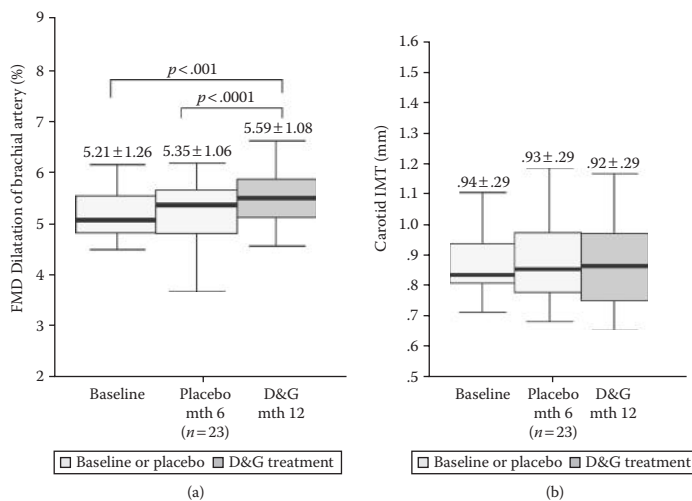 8
7
6
5
4
3
2
FMD Dilatation of brachial artery (%)
p<.001
p<.0001
5.21±1.26
5.35±1.06
5.59±1.08
Baseline
Placebo
mth 6
(n=23)
D&G
mth 12
Baseline or placebo
D&G treatment
(a)
1.6
1.4
1.3
1.2
1.1
1.0
.9
.8
.7
.6
.5
Carotid IMT (mm)
.94±.29
.93±.29
.92±.29
Baseline
Placebo
mth 6
(n=23)
D&G
mth 12
Baseline or placebo
D&G treatment
(b)